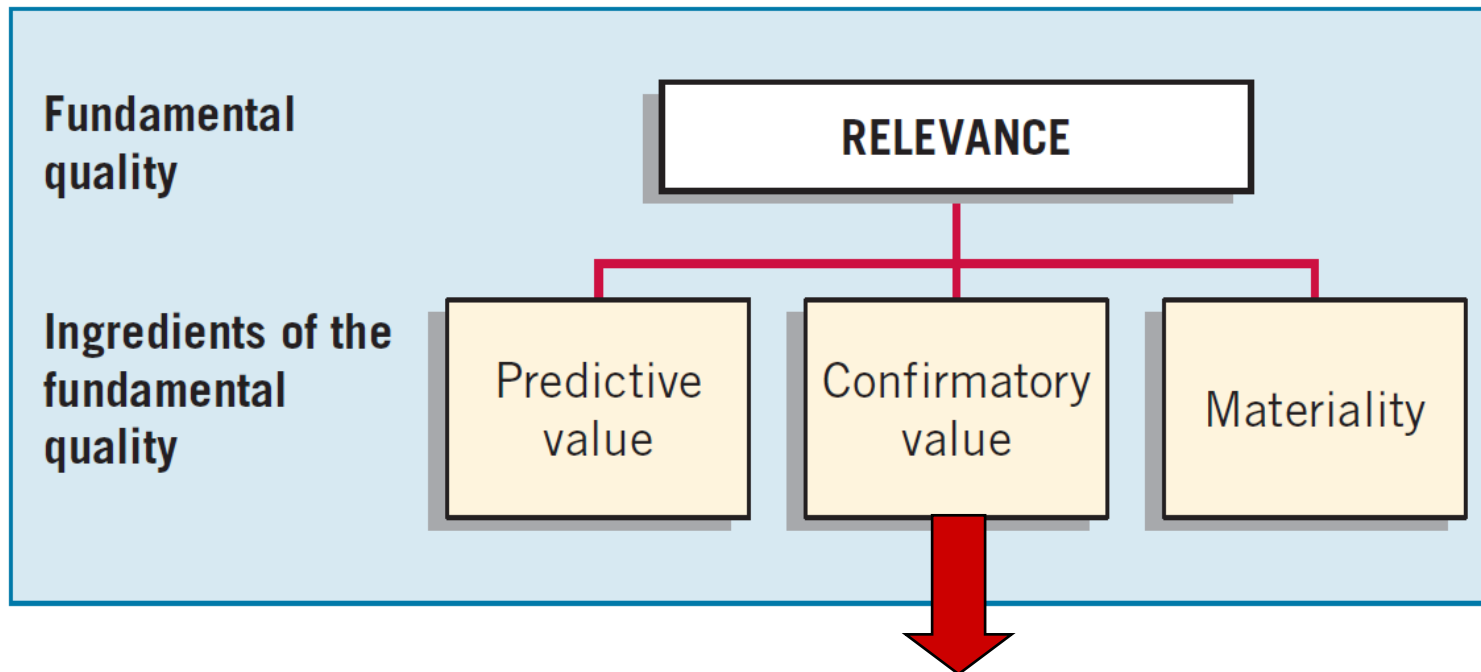 Fundamental
quality
RELEVANCE
Ingredients of the
fundamental
quality
Predictive
value
Confirmatory
value
Materiality